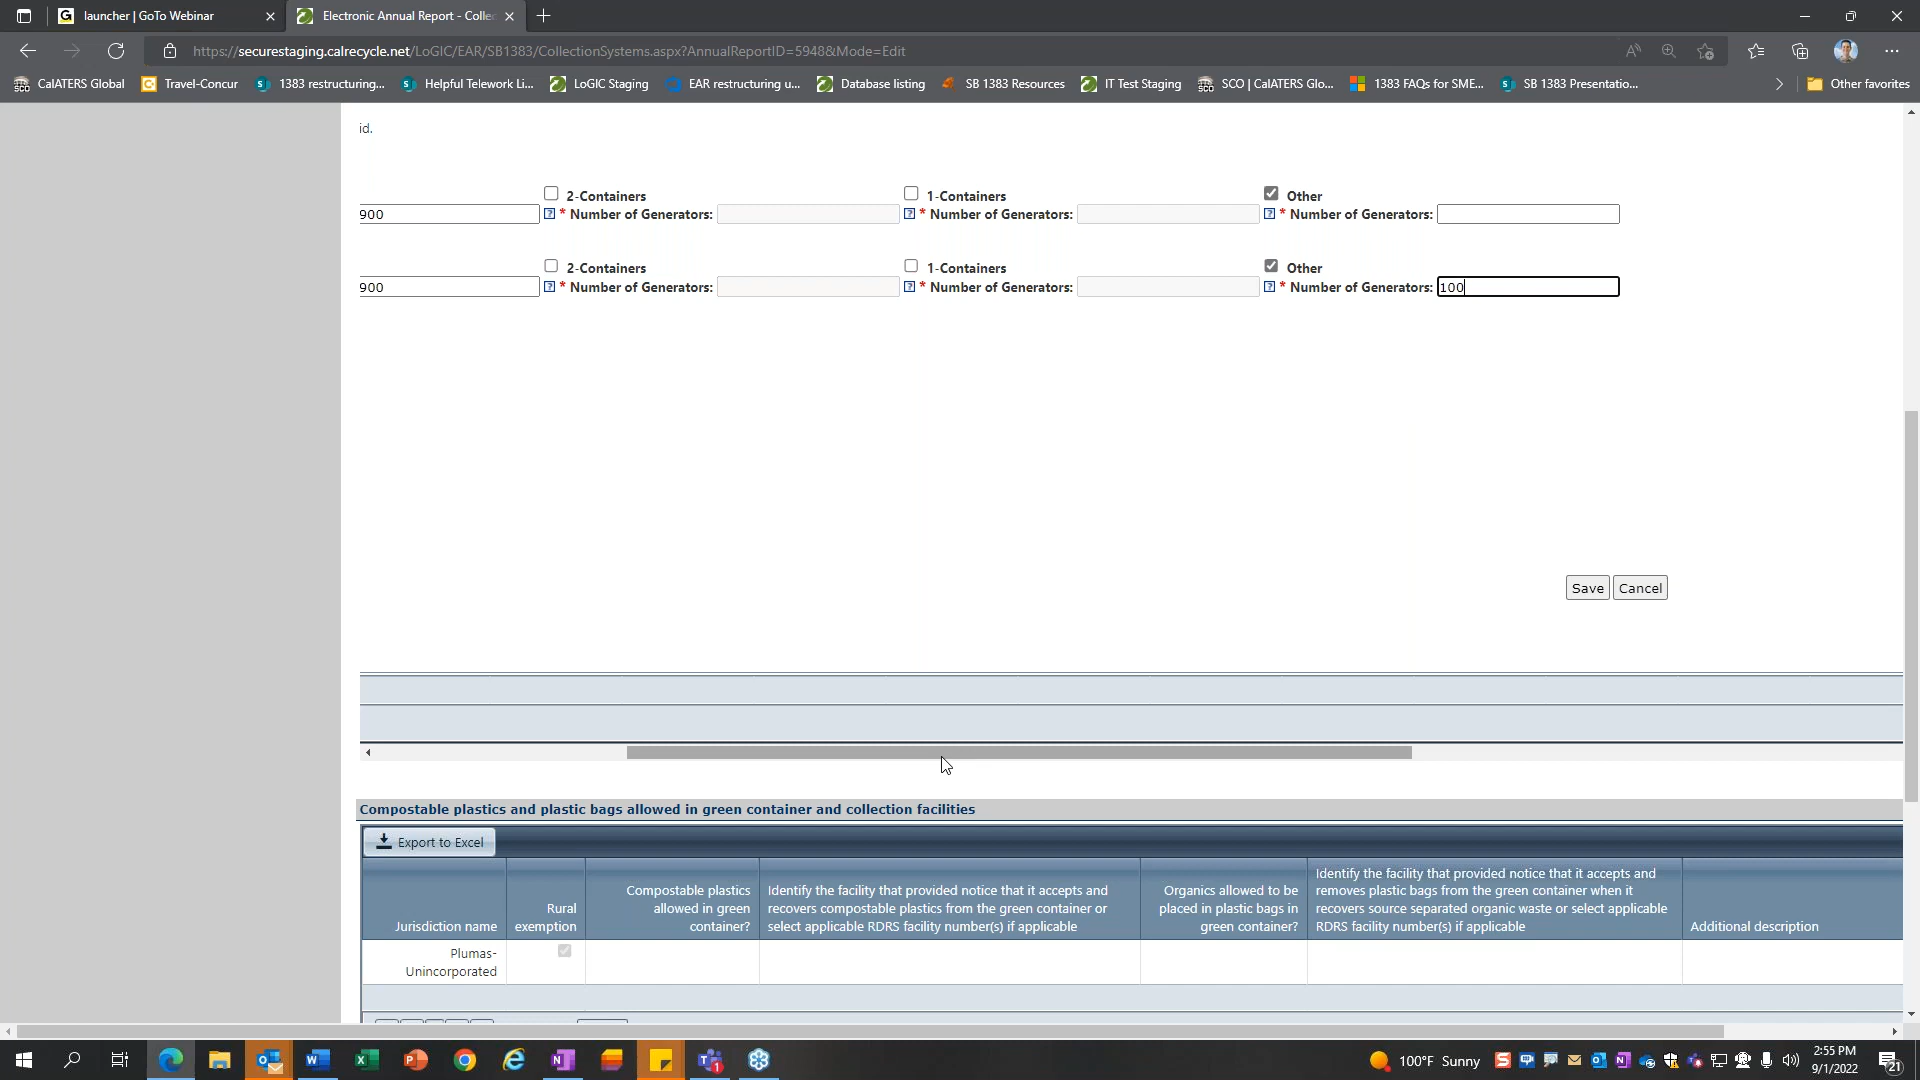 launcher | GoTo Webinar
Electronic Annual Report - Colle
https://securestaging.calrecycle.net/LoGIC/EAR/SB1383/CollectionSystems.aspx?AnnualReportID=5948&Mode=Edit
CalATERS Global
Travel-Concur
1383 restructuring...
Helpful Telework Li...
LoGIC Staging
EAR restructuring u...
Database listing
SB 1383 Resources
IT Test Staging
SCO | CalATERS Glo...
1383 FAQs for SME...
SB 1383 Presentatio...
Other favorites
id.
2-Containers
1-Containers
Other
900 ? * Number of Generators: ? * Number of Generators: ? * Number of Generators:
2-Containers
1-Containers
Other
900 ? * Number of Generators: ? * Number of Generators: ? * Number of Generators: 100
Save Cancel
Compostable plastics and plastic bags allowed in green container and collection facilities
Export to Excel
Jurisdiction name
Rural
exemption
Compostable plastics
allowed in green
container?
Identify the facility that provided notice that it accepts and
recovers compostable plastics from the green container or
select applicable RDRS facility number(s) if applicable
Organics allowed to be
placed in plastic bags in
green container?
Identify the facility that provided notice that it accepts and
removes plastic bags from the green container when it
recovers source separated organic waste or select applicable
RDRS facility number(s) if applicable
Additional description
Plumas-
Unincorporated
100°F Sunny
2:55 PM
9/1/2022
21